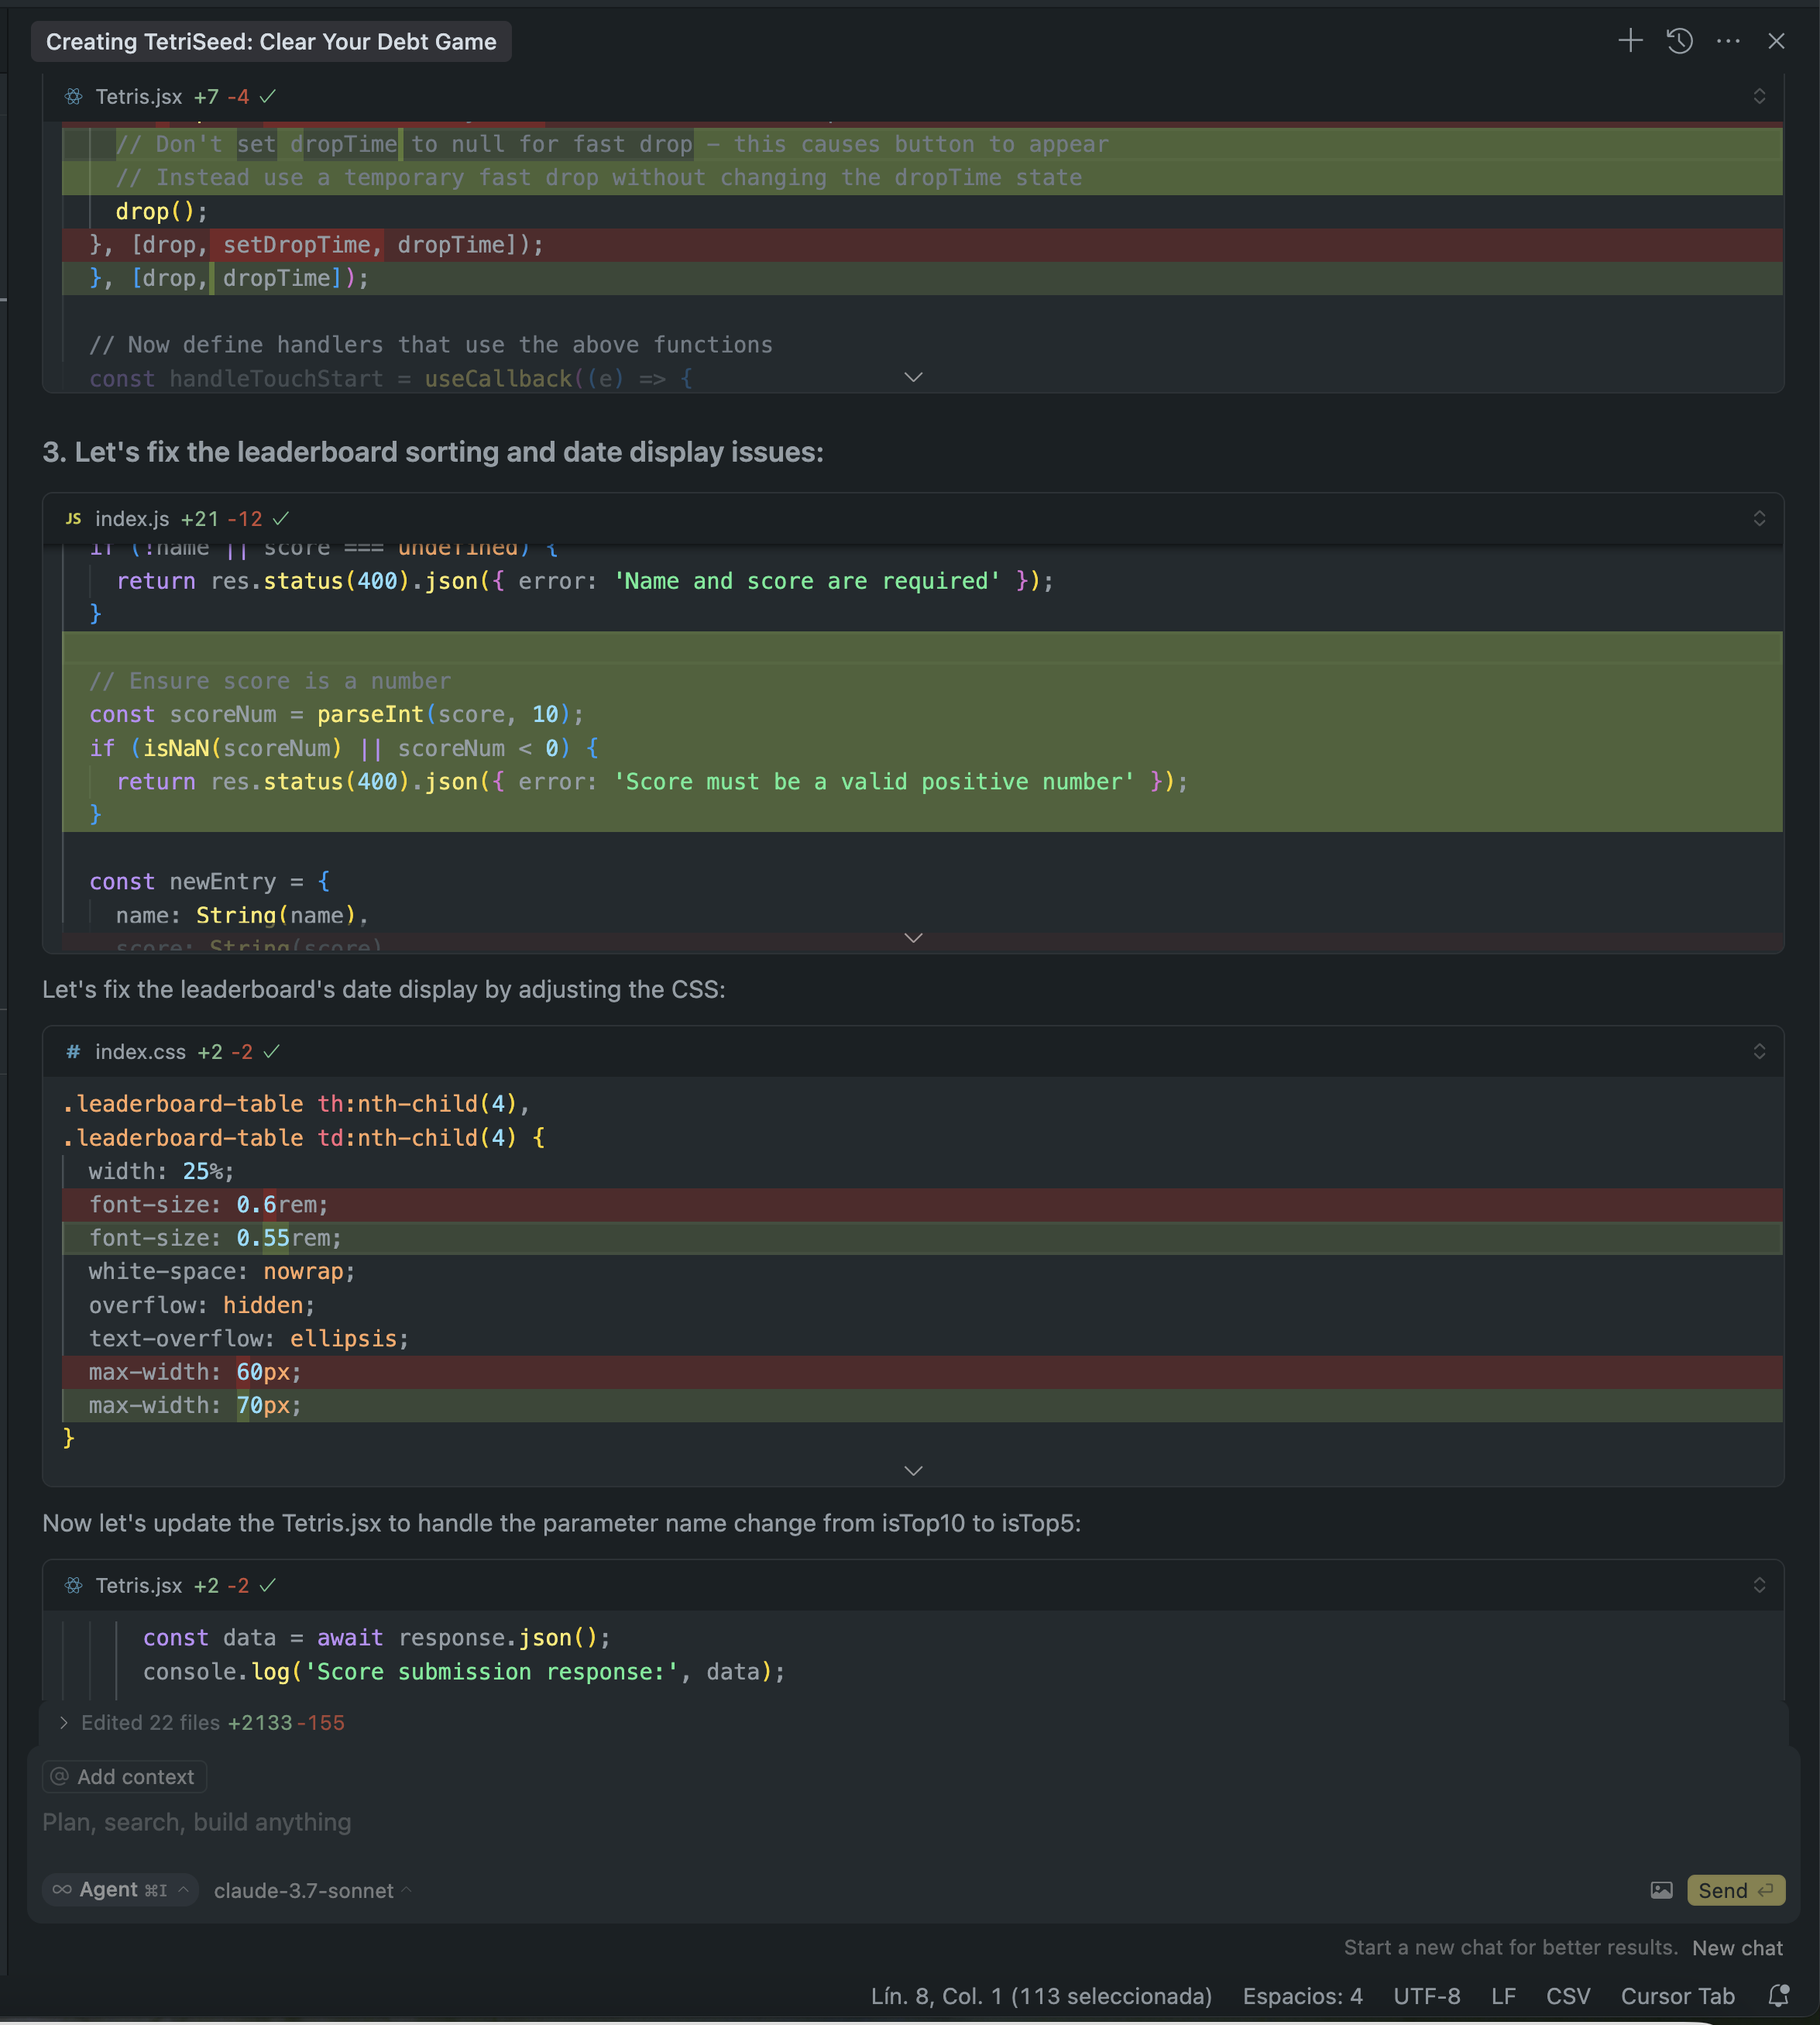 Creating TetriSeed: Clear Your Debt Game
Tetris.jsx +7 -4
// Don't set dropTime to null for fast drop - this causes button to appear
// Instead use a temporary fast drop without changing the dropTime state
drop();
}, [drop, setDropTime, dropTime]);
}, [drop, dropTime]);
// Now define handlers that use the above functions
const handleTouchStart = useCallback((e) => {
3. Let's fix the leaderboard sorting and date display issues:
JS index.js +21 -12
if (!name || score === undefined) {
return res.status(400).json({ error: 'Name and score are required' });
}
// Ensure score is a number
const scoreNum = parseInt(score, 10);
if (isNaN(scoreNum) || scoreNum < 0) {
return res.status(400).json({ error: 'Score must be a valid positive number' });
}
const newEntry = {
name: String(name),
score: String(score)
Let's fix the leaderboard's date display by adjusting the CSS:
# index.css +2 -2
.leaderboard-table th:nth-child(4),
.leaderboard-table td:nth-child(4) {
width: 25%;
font-size: 0.6rem;
font-size: 0.55rem;
white-space: nowrap;
overflow: hidden;
text-overflow: ellipsis;
max-width: 60px;
max-width: 70px;
}
Now let's update the Tetris.jsx to handle the parameter name change from isTop10 to isTop5:
Tetris.jsx +2 -2
const data = await response.json();
console.log('Score submission response:', data);
Edited 22 files +2133 -155
@ Add context
Plan, search, build anything
∞ Agent ⌘I claude-3.7-sonnet
Send
Start a new chat for better results. New chat
Lín. 8, Col. 1 (113 seleccionada) Espacios: 4 UTF-8 LF CSV Cursor Tab